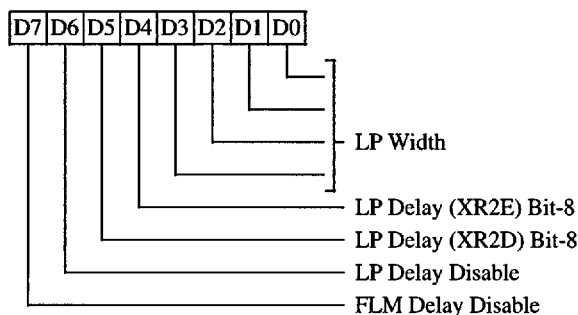 D7 D6 D5 D4 D3 D2 D1 D0
LP Width
LP Delay (XR2E) Bit-8
LP Delay (XR2D) Bit-8
LP Delay Disable
FLM Delay Disable